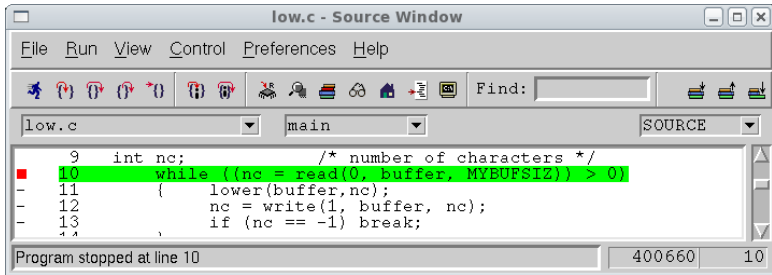 low.c - Source Window
File Run View Control Preferences Help
Find:
low.c main SOURCE
9 int nc; /* number of characters */
10 while ((nc = read(0, buffer, MYBUFSIZ)) > 0)
- 11 { lower(buffer,nc);
- 12 nc = write(1, buffer, nc);
- 13 if (nc == -1) break;
Program stopped at line 10 400660 10